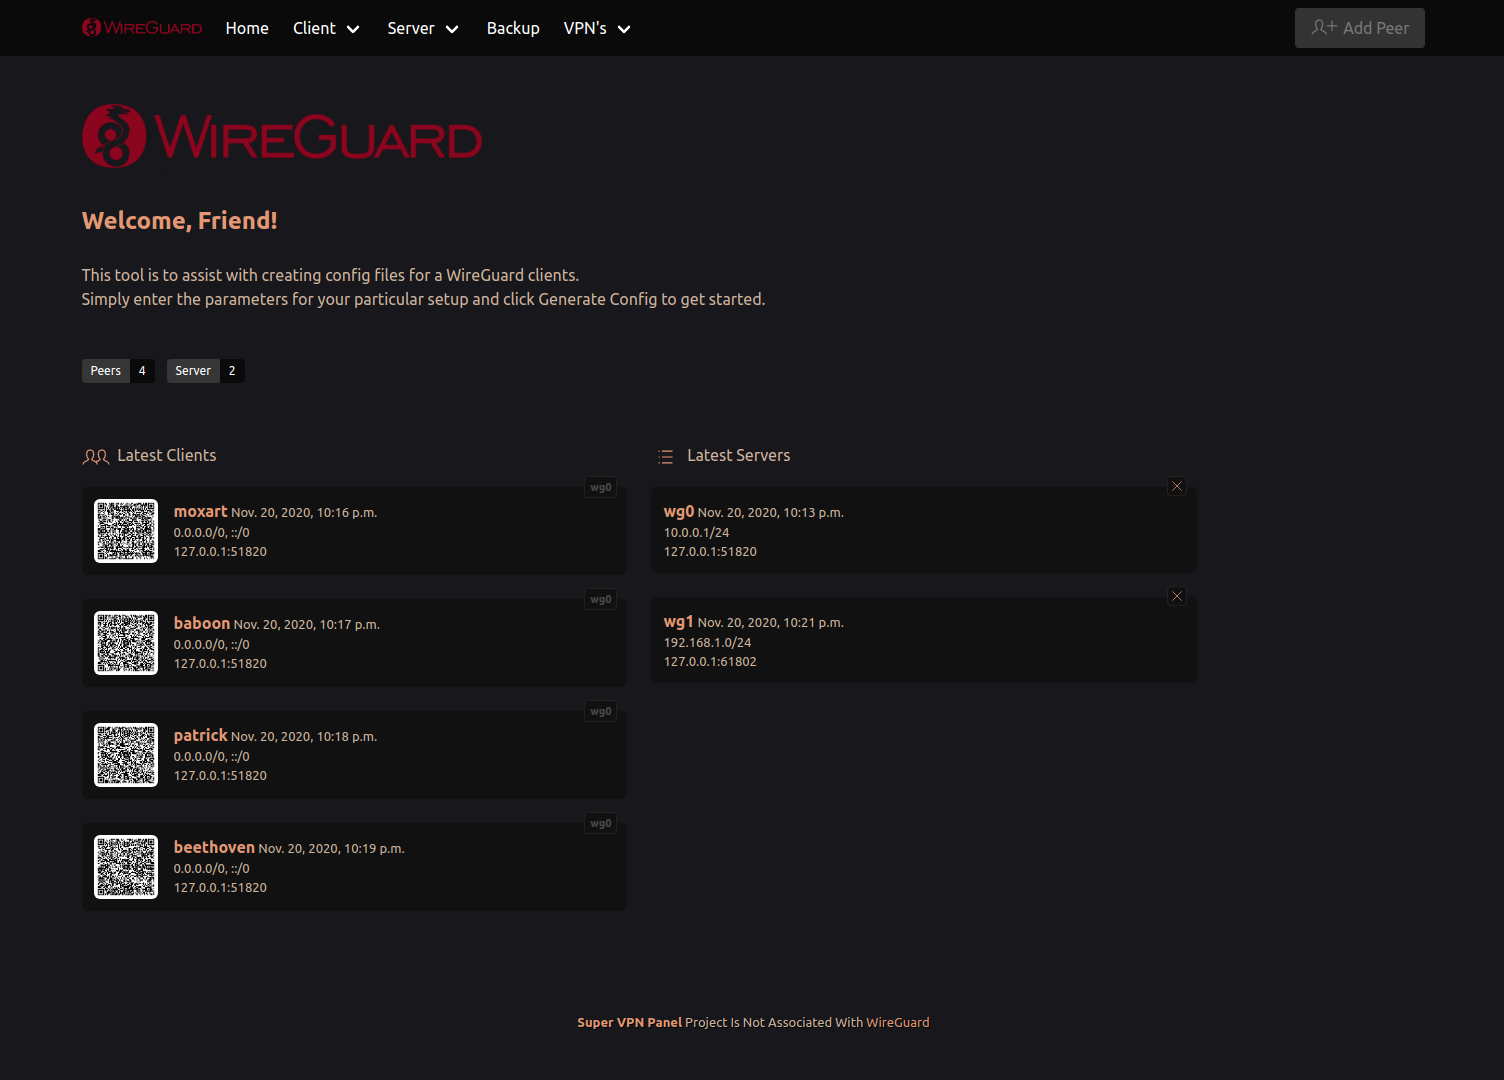 WIREGUARD Home Client Server Backup VPN's Add Peer
WIREGUARD
Welcome, Friend!
This tool is to assist with creating config files for a WireGuard clients.
Simply enter the parameters for your particular setup and click Generate Config to get started.
Peers 4 Server 2
Latest Clients
wg0
moxart Nov. 20, 2020, 10:16 p.m.
0.0.0.0/0, ::/0
127.0.0.1:51820
wg0
baboon Nov. 20, 2020, 10:17 p.m.
0.0.0.0/0, ::/0
127.0.0.1:51820
wg0
patrick Nov. 20, 2020, 10:18 p.m.
0.0.0.0/0, ::/0
127.0.0.1:51820
wg0
beethoven Nov. 20, 2020, 10:19 p.m.
0.0.0.0/0, ::/0
127.0.0.1:51820
Latest Servers
wg0 Nov. 20, 2020, 10:13 p.m.
10.0.0.1/24
127.0.0.1:51820
wg1 Nov. 20, 2020, 10:21 p.m.
192.168.1.0/24
127.0.0.1:61802
Super VPN Panel Project Is Not Associated With WireGuard